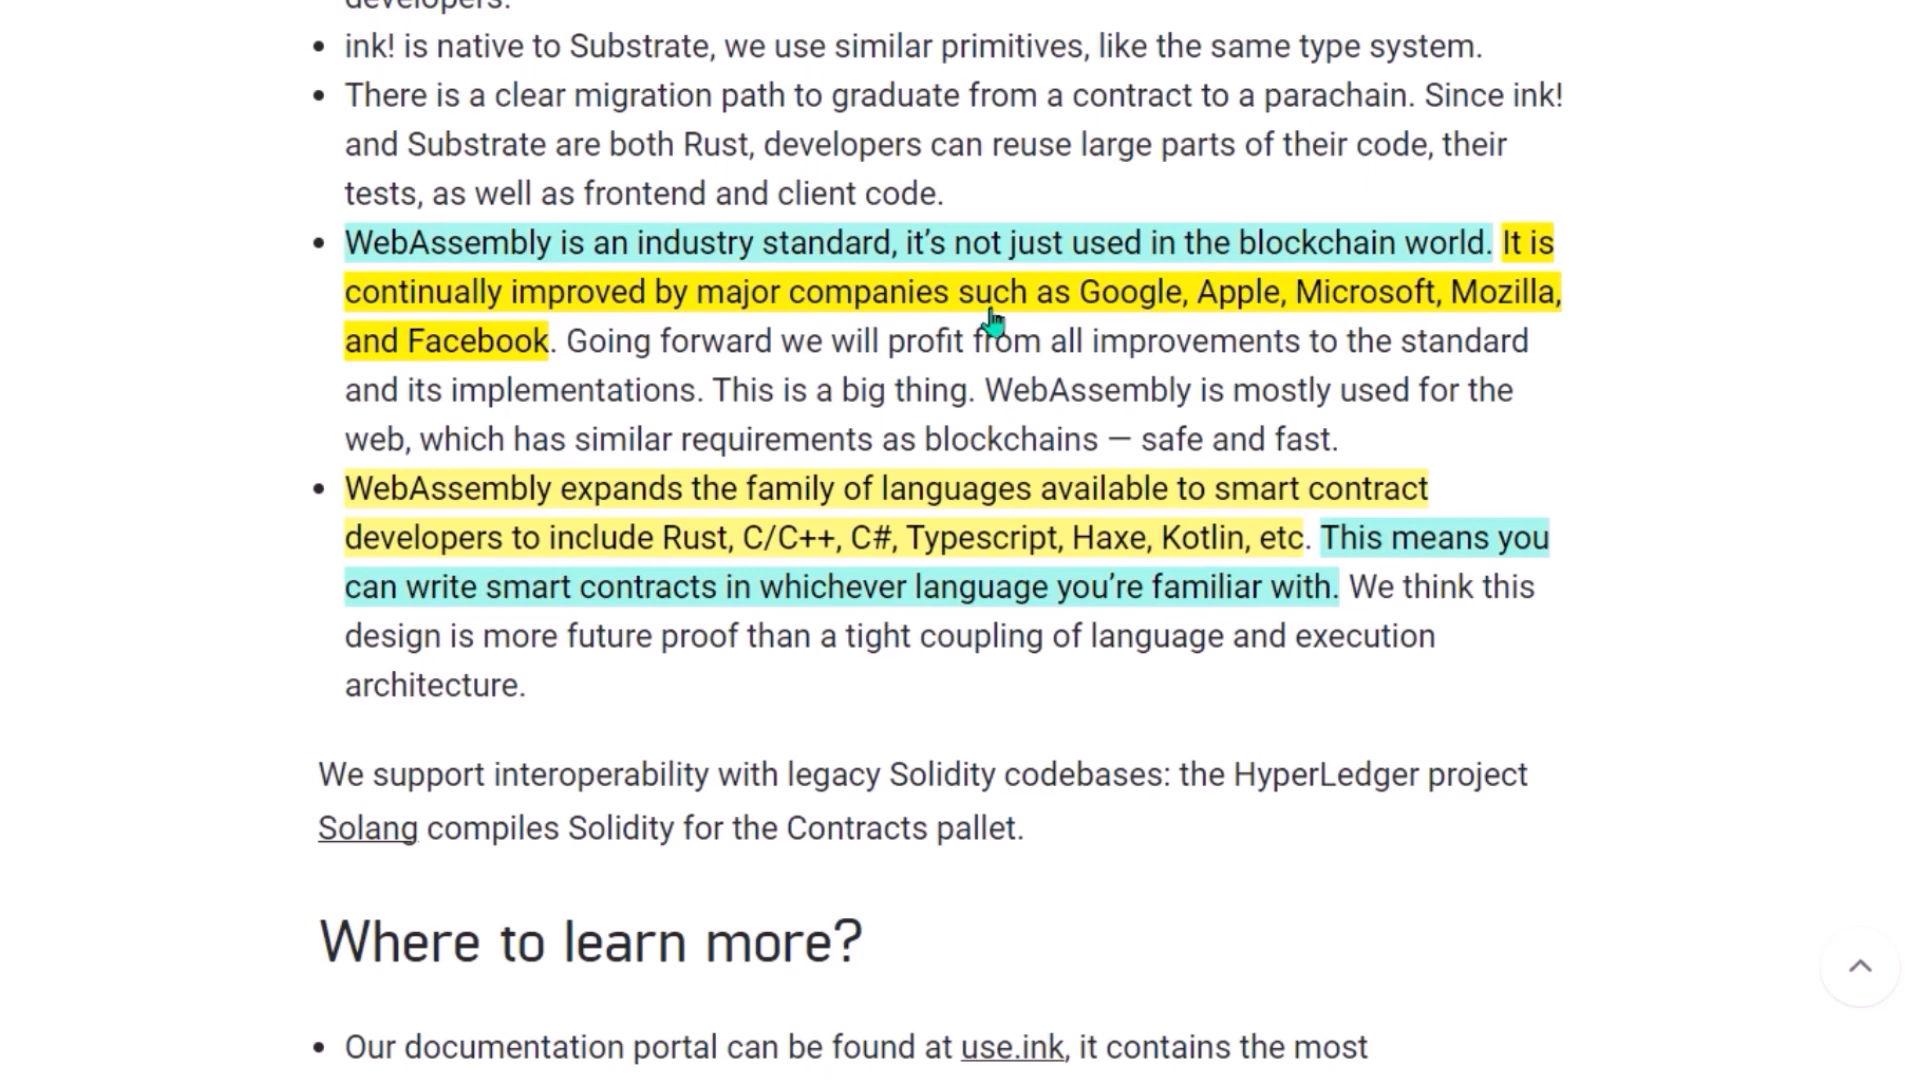 developers.
• ink! is native to Substrate, we use similar primitives, like the same type system.
• There is a clear migration path to graduate from a contract to a parachain. Since ink!
and Substrate are both Rust, developers can reuse large parts of their code, their
tests, as well as frontend and client code.
• WebAssembly is an industry standard, it’s not just used in the blockchain world. It is
continually improved by major companies such as Google, Apple, Microsoft, Mozilla,
and Facebook. Going forward we will profit from all improvements to the standard
and its implementations. This is a big thing. WebAssembly is mostly used for the
web, which has similar requirements as blockchains — safe and fast.
• WebAssembly expands the family of languages available to smart contract
developers to include Rust, C/C++, C#, Typescript, Haxe, Kotlin, etc. This means you
can write smart contracts in whichever language you’re familiar with. We think this
design is more future proof than a tight coupling of language and execution
architecture.
We support interoperability with legacy Solidity codebases: the HyperLedger project
Solang compiles Solidity for the Contracts pallet.
Where to learn more?
• Our documentation portal can be found at use.ink, it contains the most